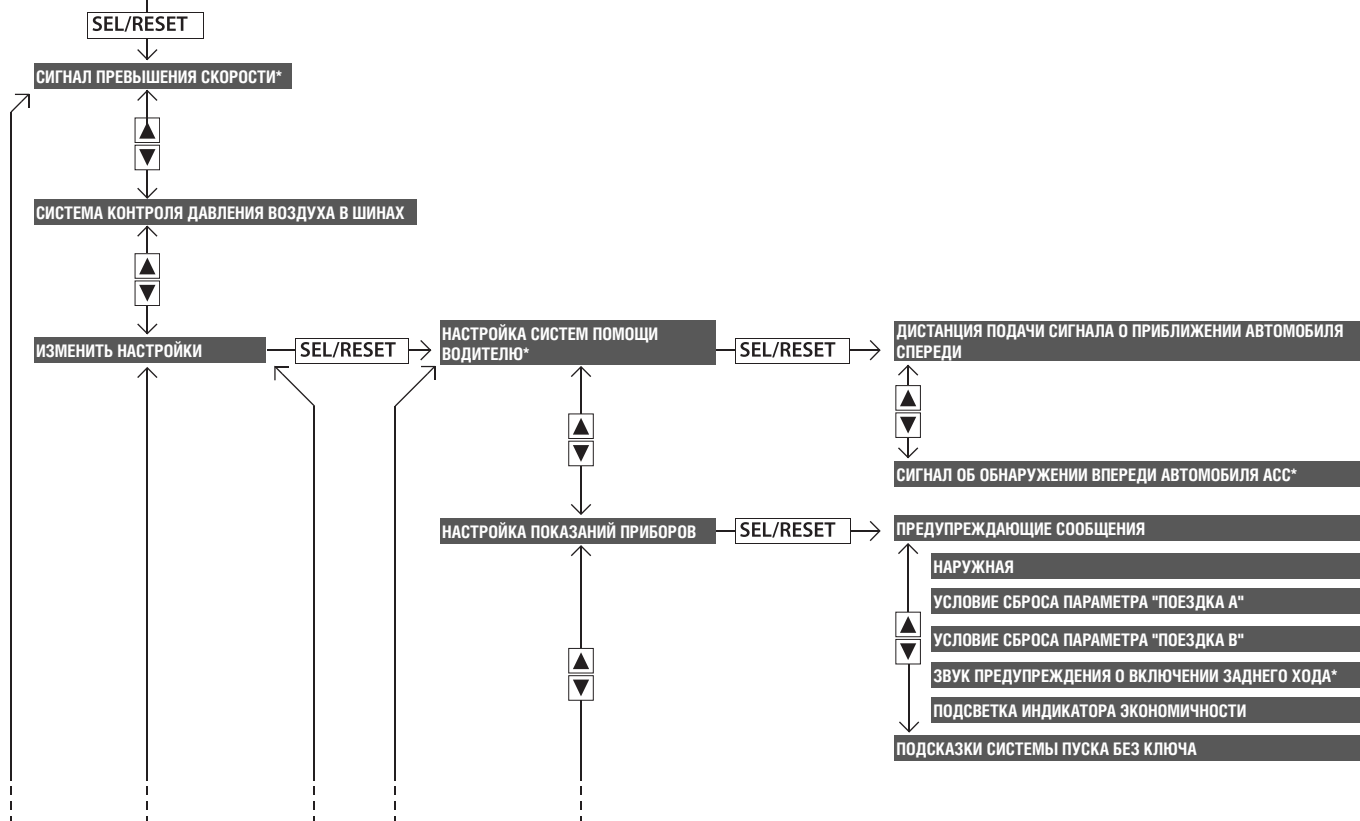 SEL/RESET
СИГНАЛ ПРЕВЫШЕНИЯ СКОРОСТИ*
▲
▼
СИСТЕМА КОНТРОЛЯ ДАВЛЕНИЯ ВОЗДУХА В ШИНАХ
▲
▼
ИЗМЕНИТЬ НАСТРОЙКИ
SEL/RESET
НАСТРОЙКА СИСТЕМ ПОМОЩИ
ВОДИТЕЛЮ*
SEL/RESET
ДИСТАНЦИЯ ПОДАЧИ СИГНАЛА О ПРИБЛИЖЕНИИ АВТОМОБИЛЯ
СПЕРЕДИ
▲
▼
СИГНАЛ ОБ ОБНАРУЖЕНИИ ВПЕРЕДИ АВТОМОБИЛЯ ACC*
▲
▼
НАСТРОЙКА ПОКАЗАНИЙ ПРИБОРОВ
SEL/RESET
ПРЕДУПРЕЖДАЮЩИЕ СООБЩЕНИЯ
НАРУЖНАЯ
УСЛОВИЕ СБРОСА ПАРАМЕТРА "ПОЕЗДКА А"
УСЛОВИЕ СБРОСА ПАРАМЕТРА "ПОЕЗДКА В"
ЗВУК ПРЕДУПРЕЖДЕНИЯ О ВКЛЮЧЕНИИ ЗАДНЕГО ХОДА*
ПОДСВЕТКА ИНДИКАТОРА ЭКОНОМИЧНОСТИ
▲
▼
ПОДСКАЗКИ СИСТЕМЫ ПУСКА БЕЗ КЛЮЧА
▲
▼